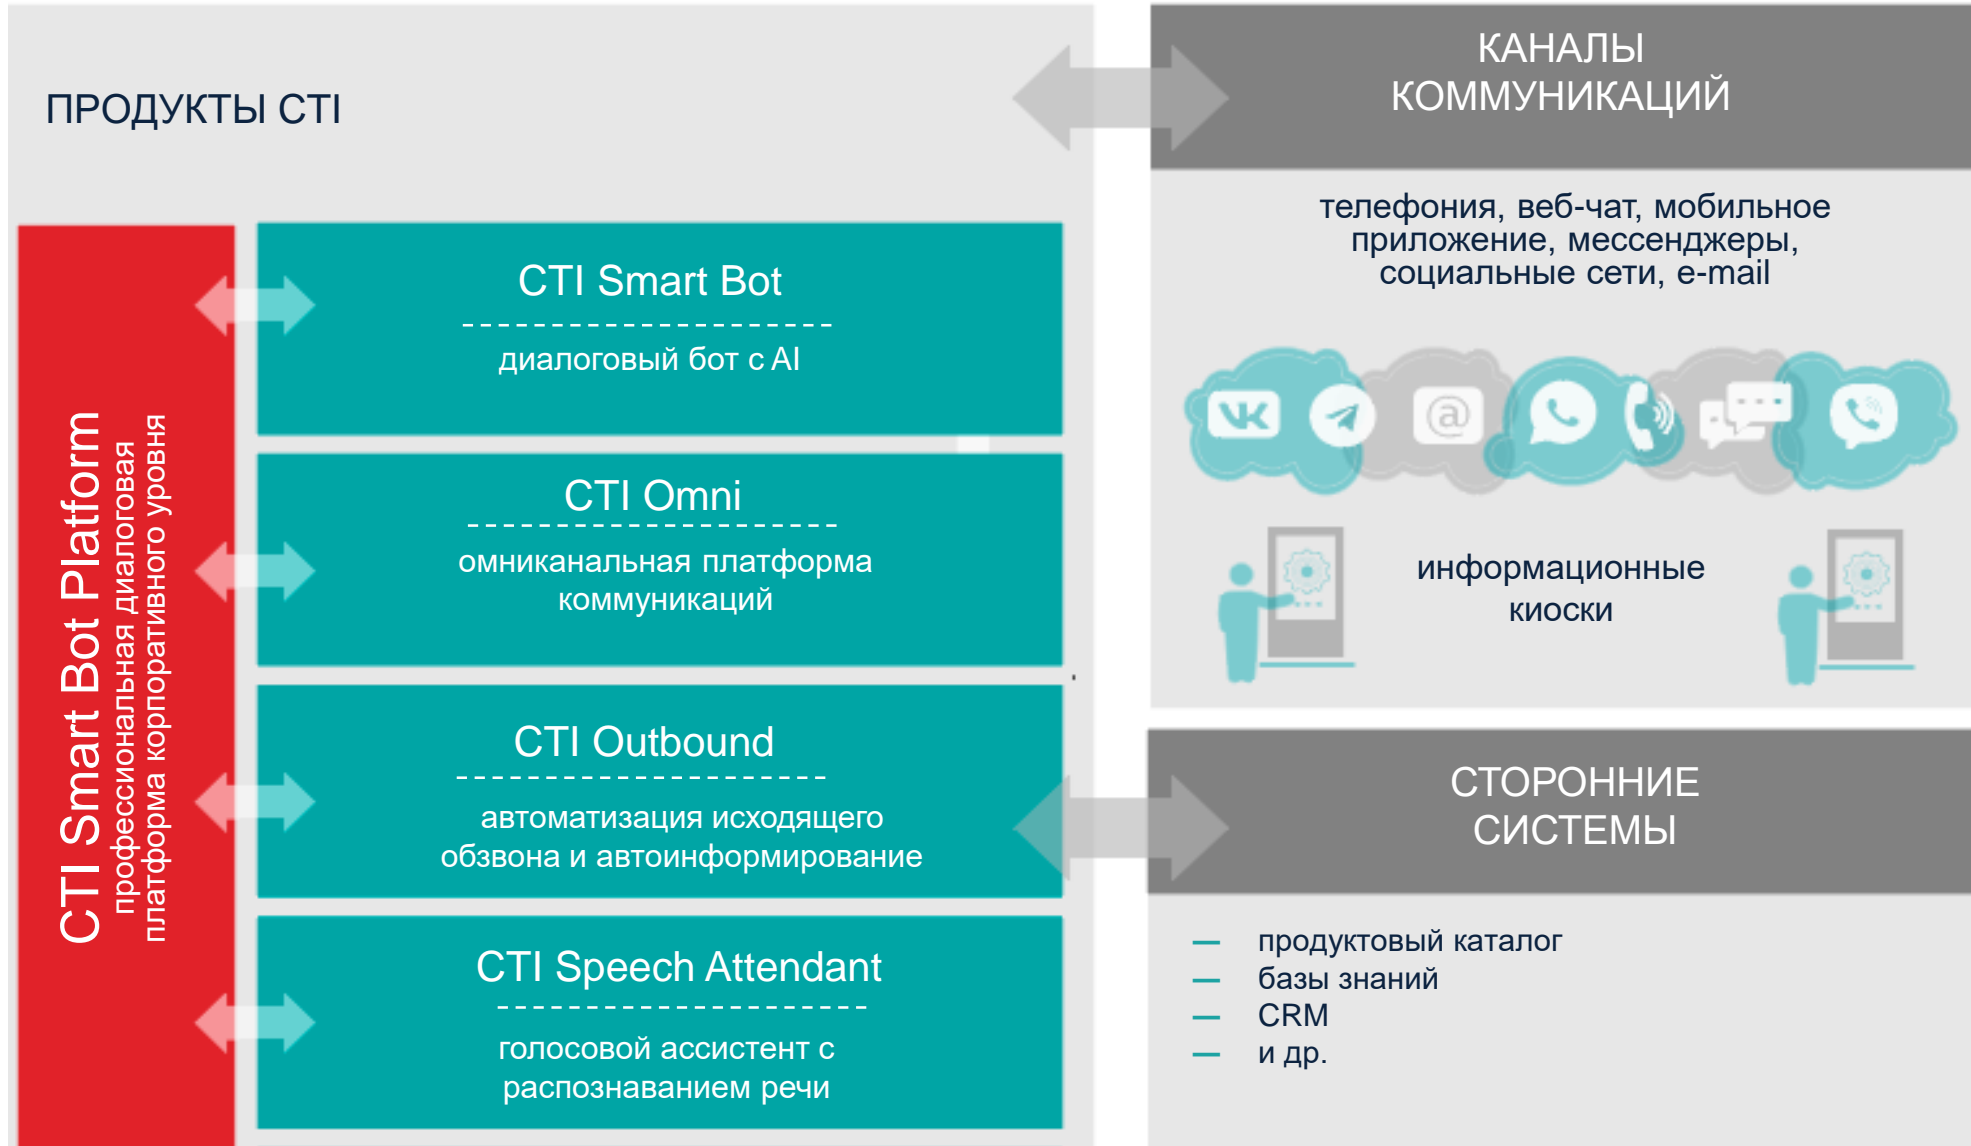 ПРОДУКТЫ CTI
CTI Smart Bot Platform
профессиональная диалоговая
платформа корпоративного уровня
CTI Smart Bot
диалоговый бот с AI
CTI Omni
омниканальная платформа
коммуникаций
CTI Outbound
автоматизация исходящего
обзвона и автоинформирование
CTI Speech Attendant
голосовой ассистент с
распознаванием речи
КАНАЛЫ
КОММУНИКАЦИЙ
телефония, веб-чат, мобильное
приложение, мессенджеры,
социальные сети, e-mail
VK
@
информационные
киоски
СТОРОННИЕ
СИСТЕМЫ
— продуктовый каталог
— базы знаний
— CRM
— и др.